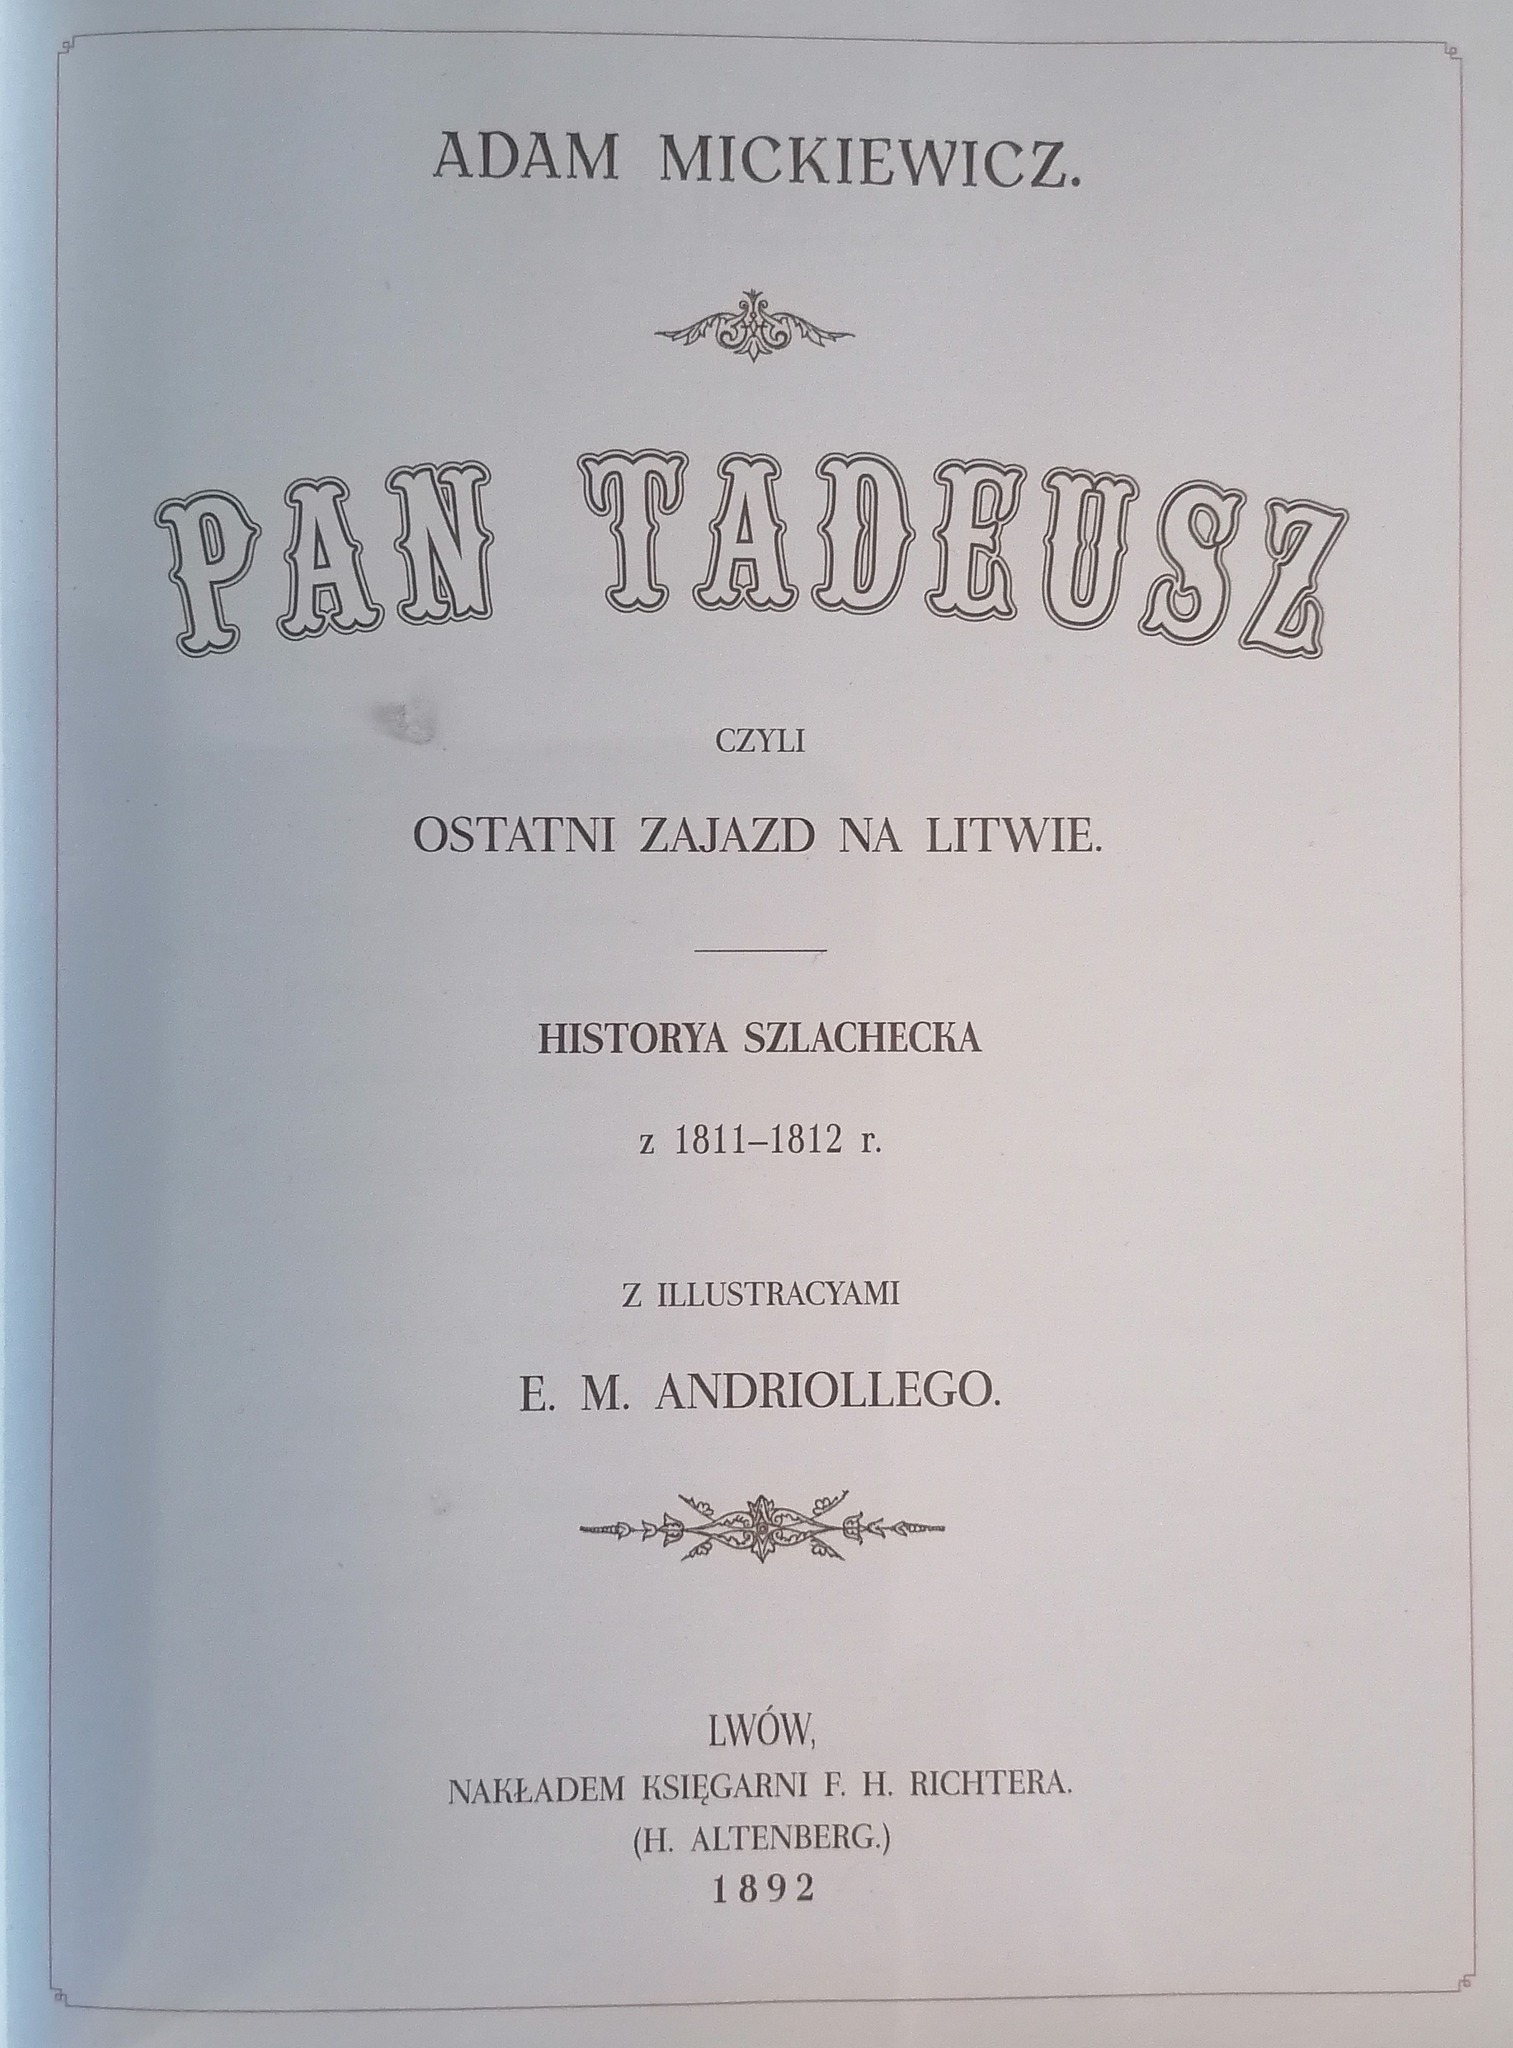 ADAM MICKIEWICZ.
PAN TADEUSZ
CZYLI
OSTATNI ZAJAZD NA LITWIE.
HISTORYA SZLACHECKA
z 1811–1812 r.
Z ILLUSTRACYAMI
E. M. ANDRIOLLEGO.
LWÓW,
NAKŁADEM KSIĘGARNI F. H. RICHTERA.
(H. ALTENBERG.)
1892